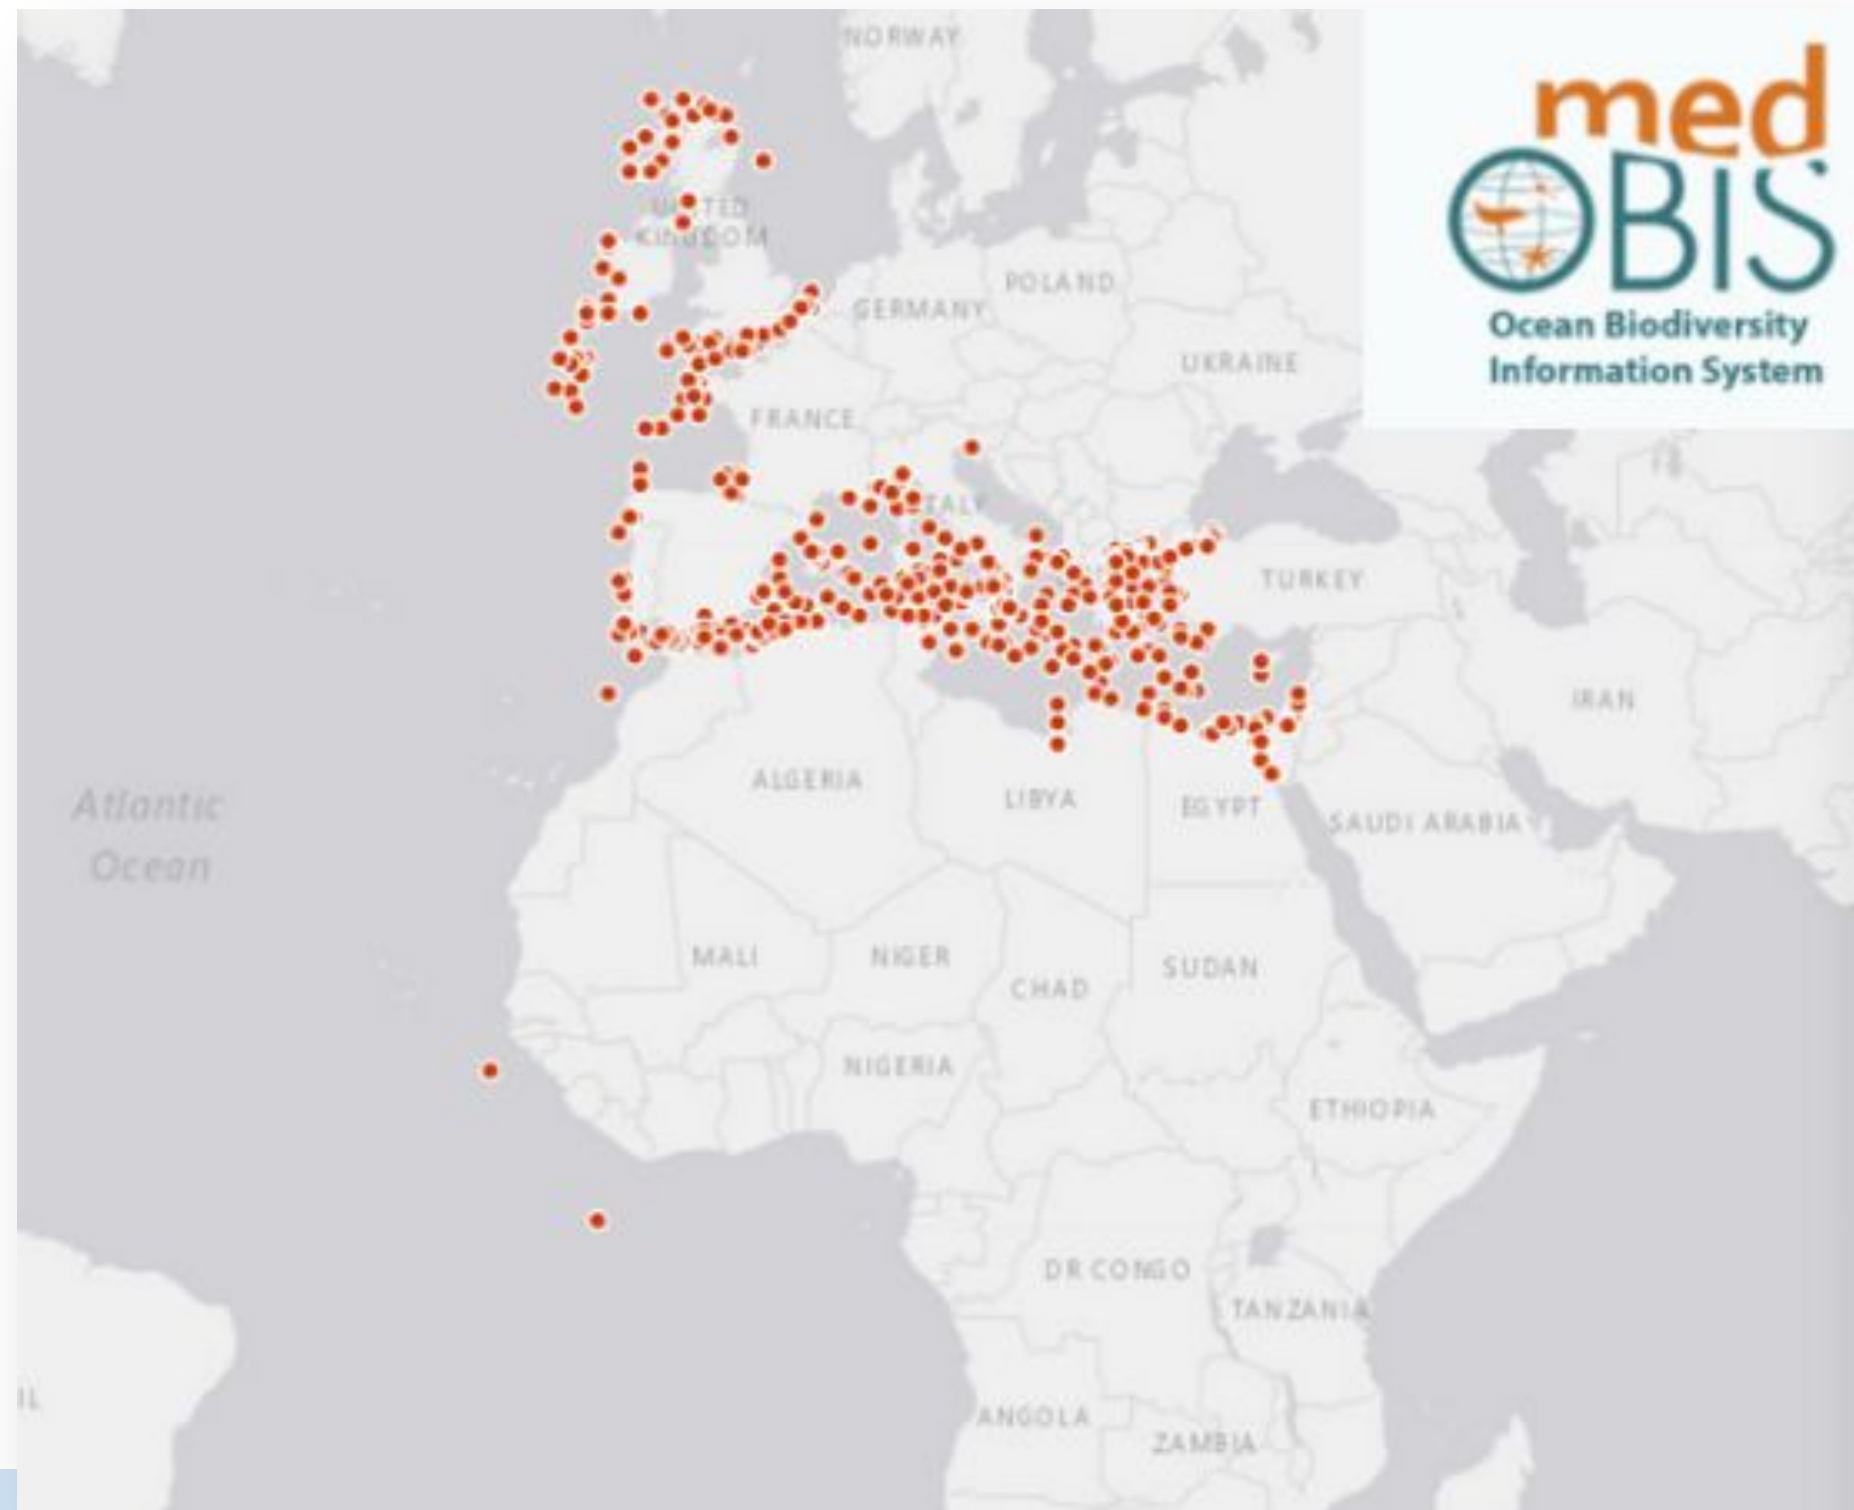 NORWAY
med
OBIS
Ocean Biodiversity
Information System
UNITED
KINGDOM
POLAND
GERMANY
UKRAINE
FRANCE
ITALY
TURKEY
IRAN
ALGERIA
LIBYA
EGYPT
SAUDI ARABIA
Atlantic
Ocean
MALI
NIGER
CHAD
SUDAN
NIGERIA
ETHIOPIA
DR CONGO
TANZANIA
IL
ANGOLA
ZAMBIA